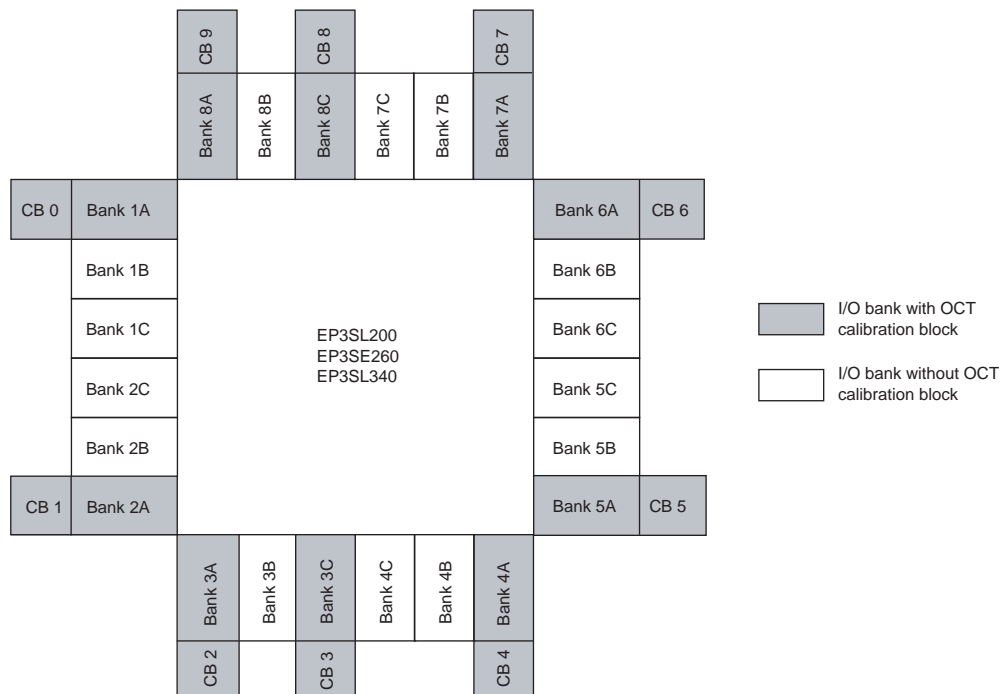 CB 9
CB 8
CB 7
Bank 8A
Bank 8B
Bank 8C
Bank 7C
Bank 7B
Bank 7A
CB 0
Bank 1A
Bank 6A
CB 6
Bank 1B
Bank 6B
Bank 1C
Bank 6C
Bank 2C
Bank 5C
Bank 2B
Bank 5B
CB 1
Bank 2A
Bank 5A
CB 5
EP3SL200
EP3SE260
EP3SL340
Bank 3A
Bank 3B
Bank 3C
Bank 4C
Bank 4B
Bank 4A
CB 2
CB 3
CB 4
I/O bank with OCT
calibration block
I/O bank without OCT
calibration block